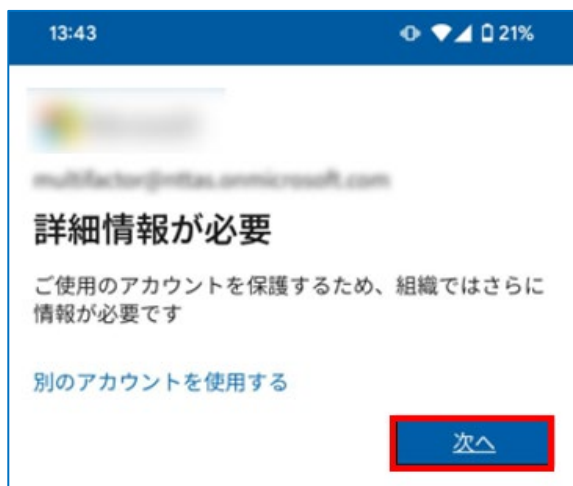 13:43 21%
詳細情報が必要
ご使用のアカウントを保護するため、組織ではさらに
情報が必要です
別のアカウントを使用する
次へ